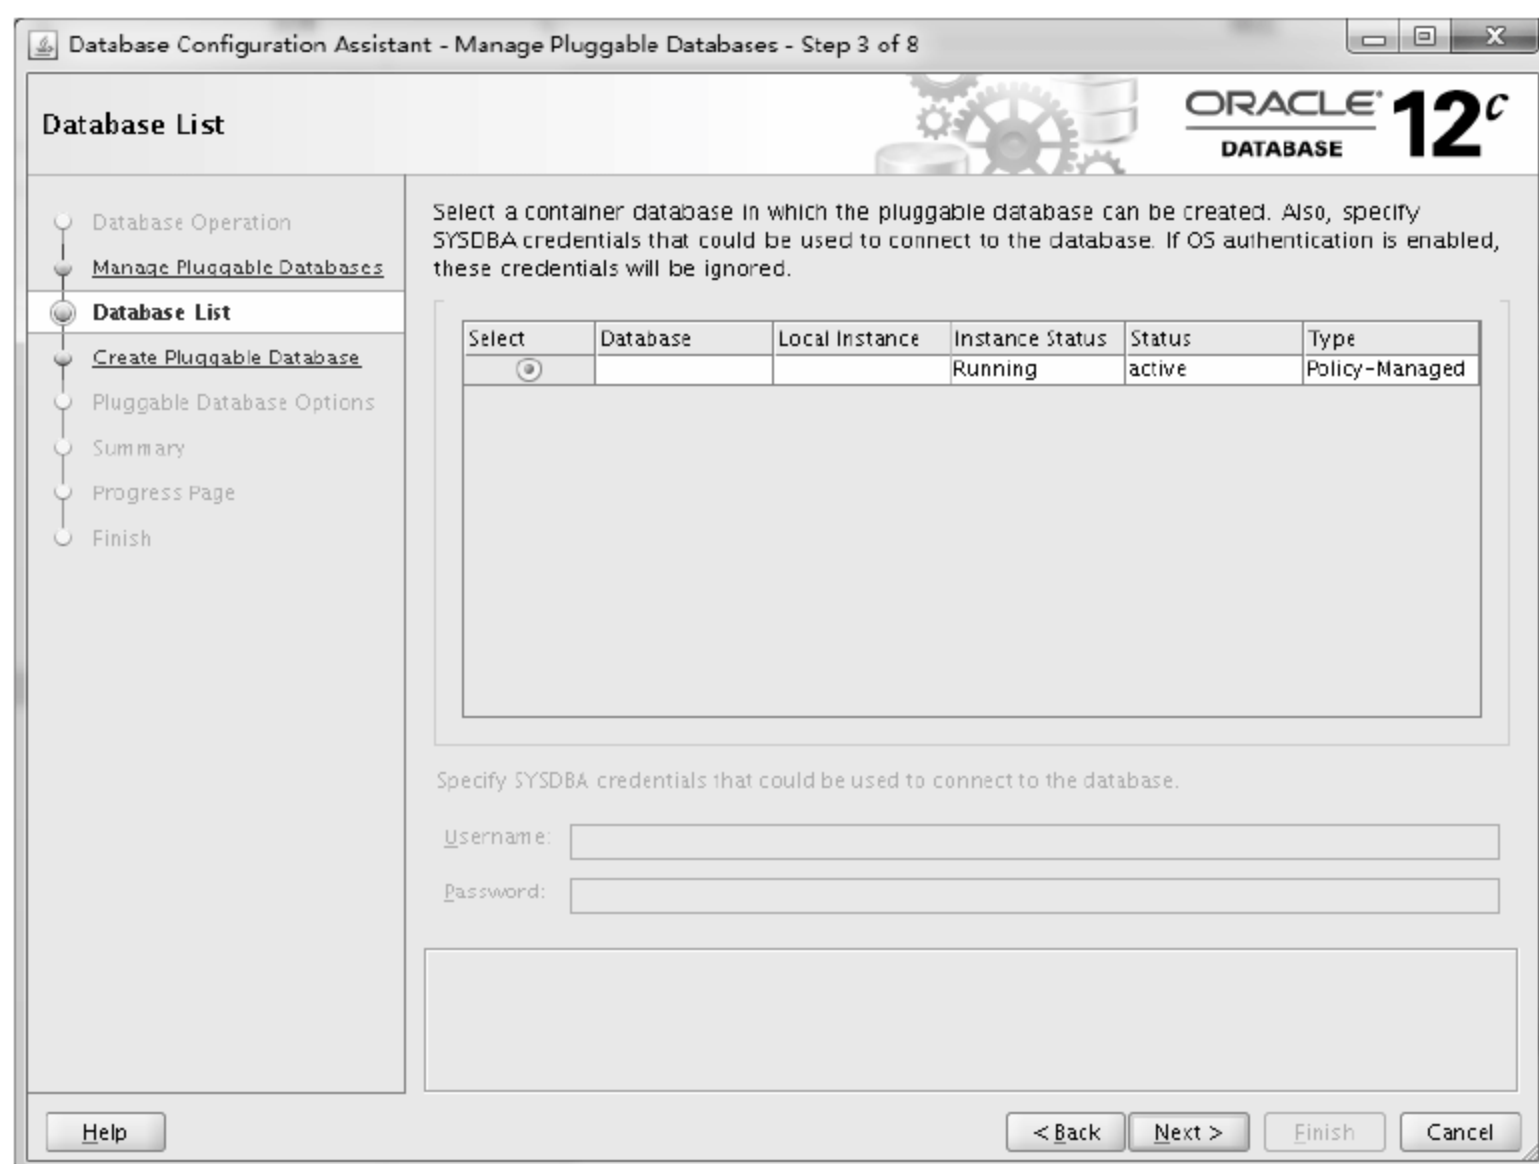 Database Configuration Assistant - Manage Pluggable Databases - Step 3 of 8
Database List
ORACLE
DATABASE
12c
Database Operation
Manage Pluggable Databases
Database List
Create Pluggable Database
Pluggable Database Options
Summary
Progress Page
Finish
Select a container database in which the pluggable database can be created. Also, specify
SYSDBA credentials that could be used to connect to the database. If OS authentication is enabled,
these credentials will be ignored.
Select Database Local Instance Instance Status Status Type
Running active Policy-Managed
Specify SYSDBA credentials that could be used to connect to the database.
Username:
Password:
Help
< Back Next > Finish Cancel